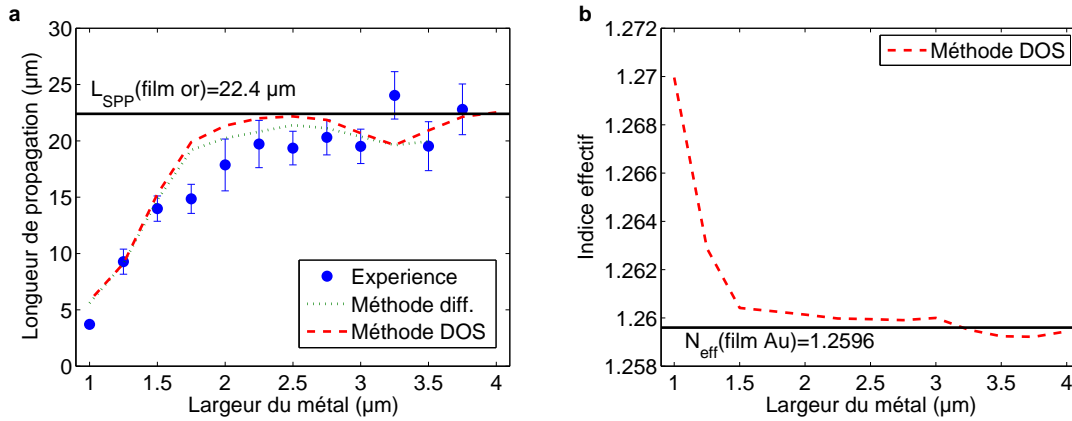 a
30
25
20
15
10
5
0
Longueur de propagation (µm)
L_SPP(film or)=22.4 µm
Experience
Méthode diff.
Méthode DOS
1 1.5 2 2.5 3 3.5 4
Largeur du métal (µm)
b
1.272
1.27
1.268
1.266
1.264
1.262
1.26
1.258
Indice effectif
Méthode DOS
N_eff(film Au)=1.2596
1 1.5 2 2.5 3 3.5 4
Largeur du métal (µm)